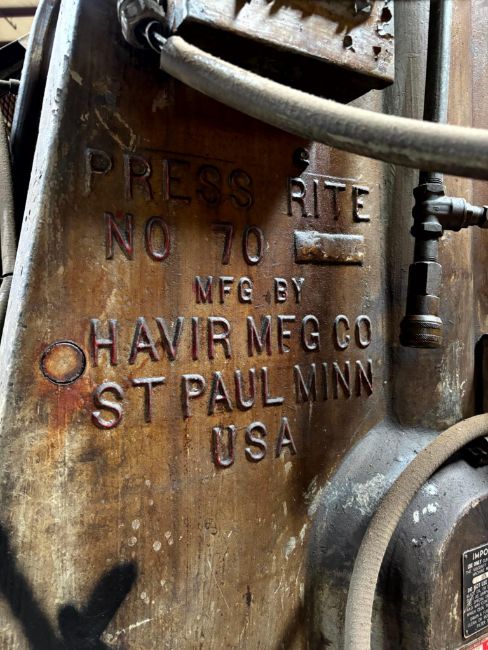 PRESS RITE
NO 70
MFG BY
HAVIR MFG CO
ST PAUL MINN
USA